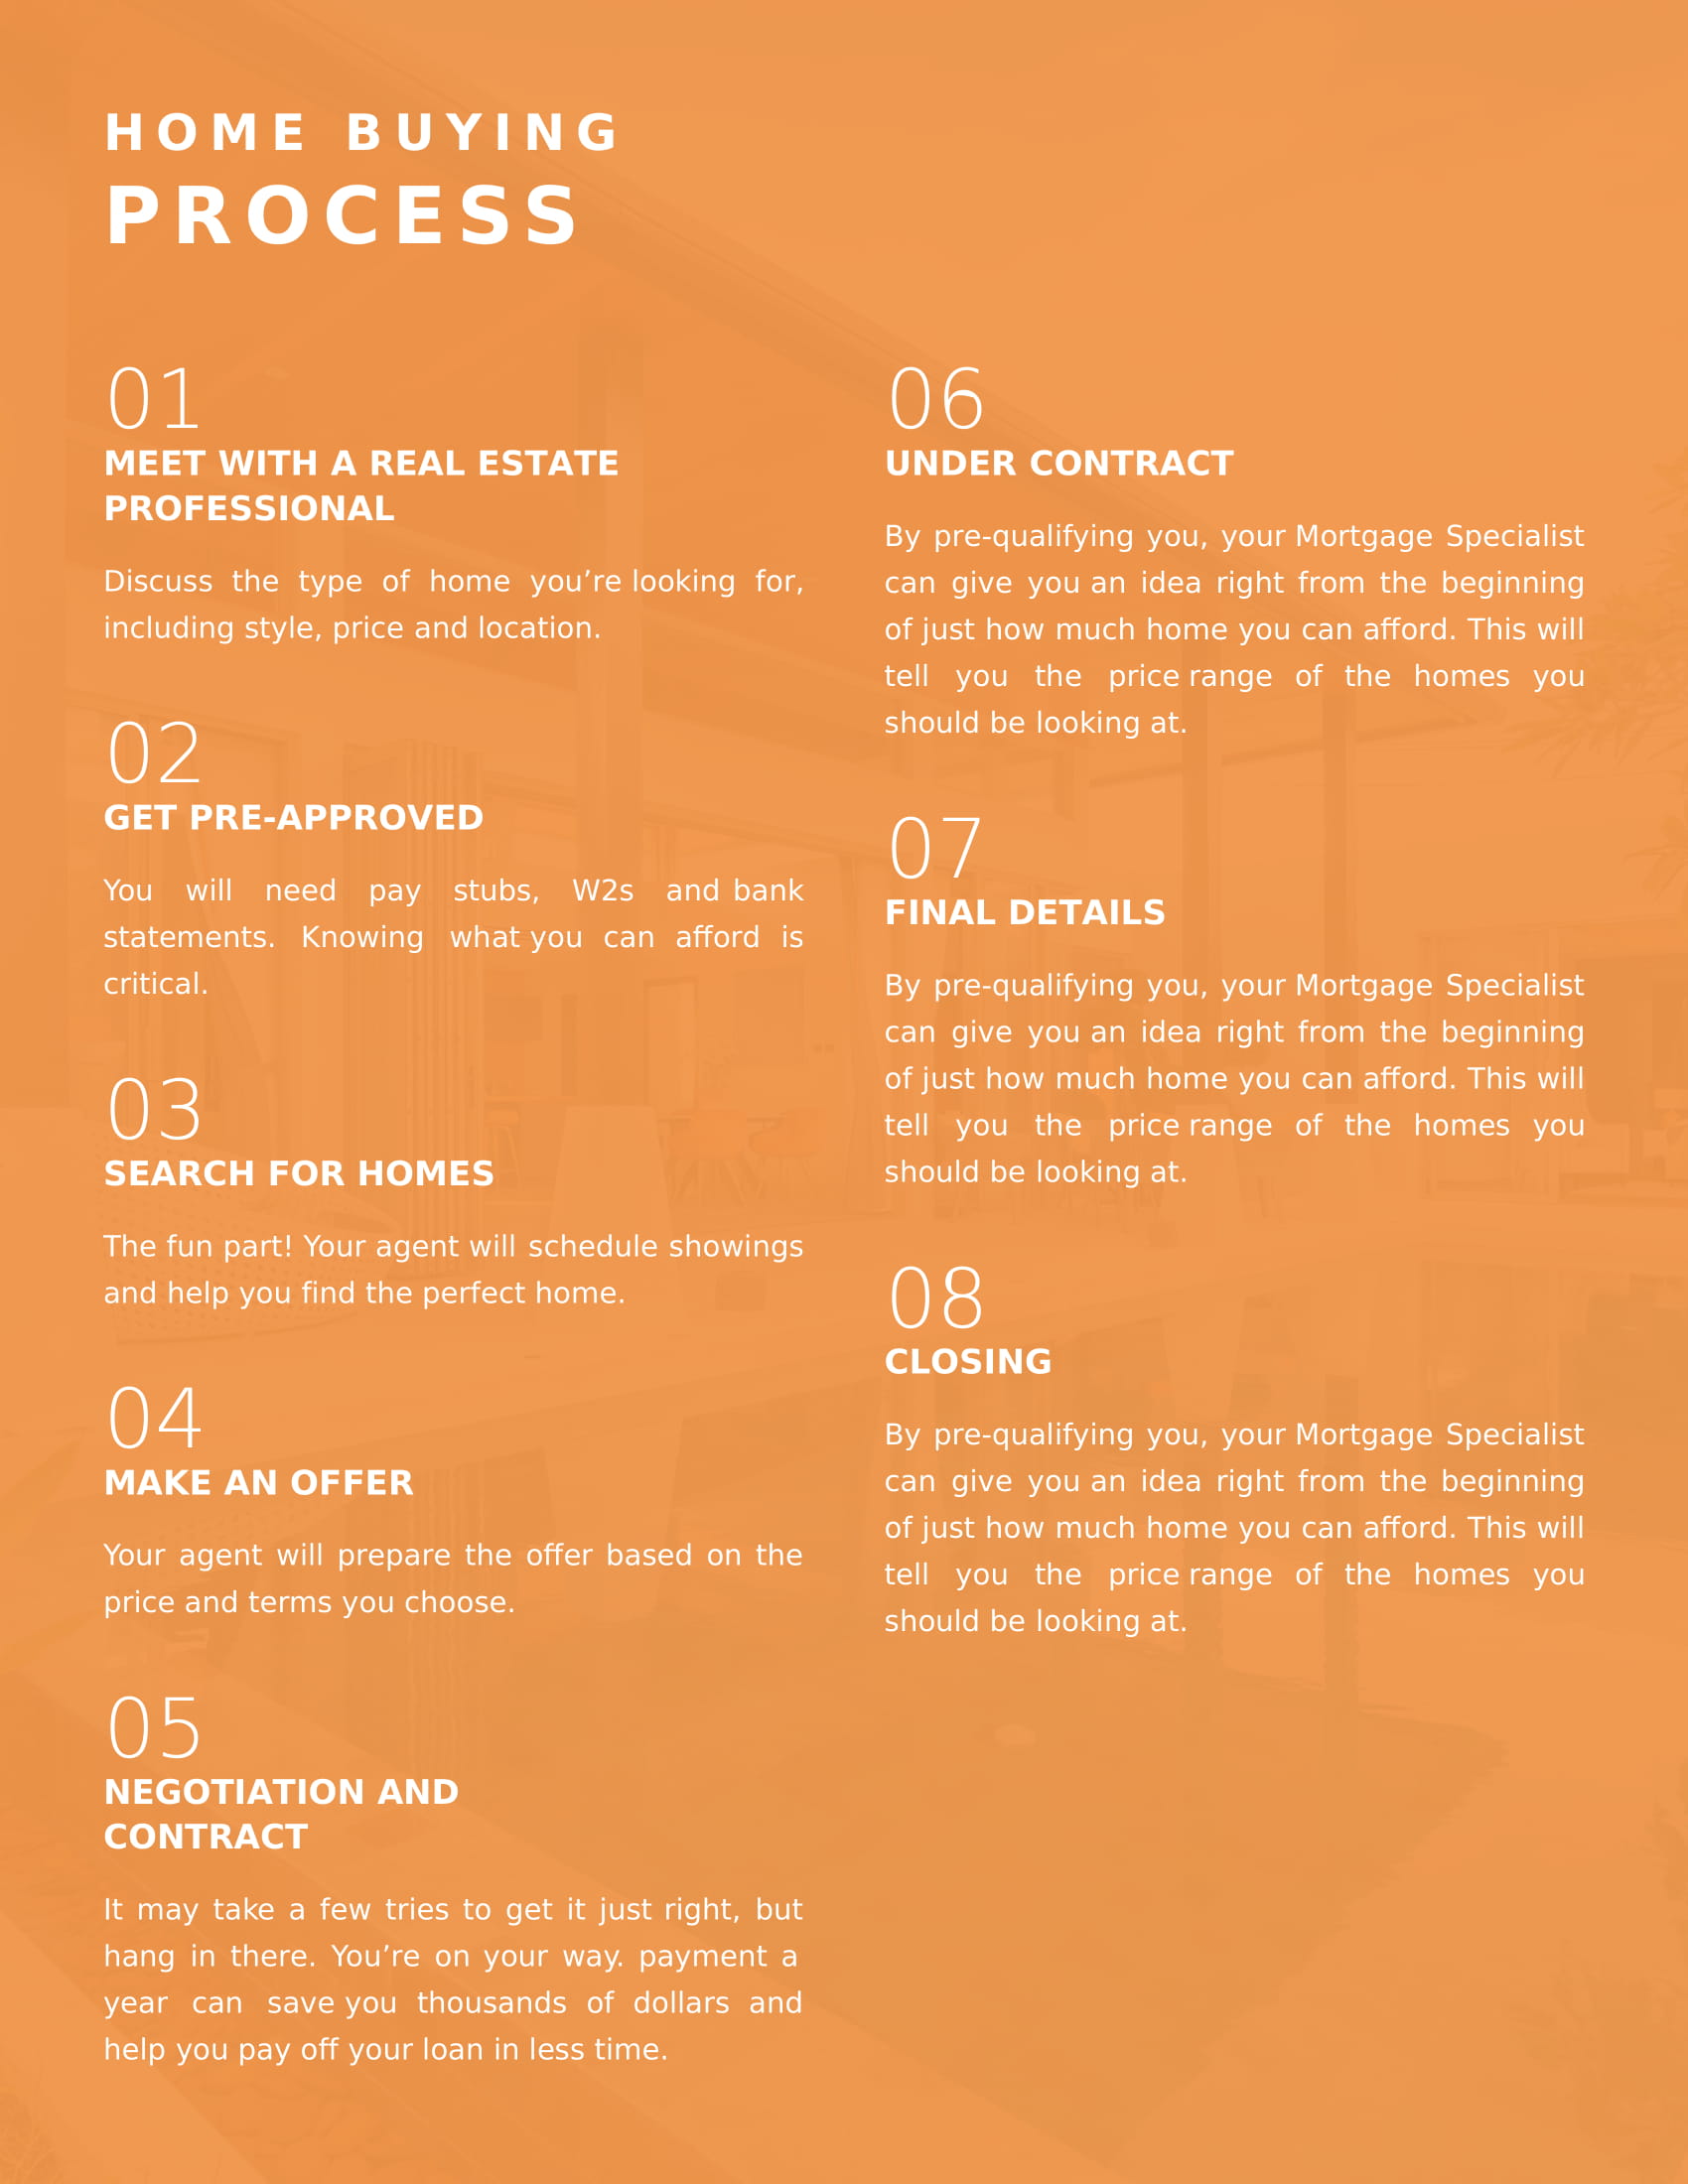 HOME BUYING
PROCESS
01
MEET WITH A REAL ESTATE
PROFESSIONAL
Discuss the type of home you’re looking for,
including style, price and location.
02
GET PRE-APPROVED
You will need pay stubs, W2s and bank
statements. Knowing what you can afford is
critical.
03
SEARCH FOR HOMES
The fun part! Your agent will schedule showings
and help you find the perfect home.
04
MAKE AN OFFER
Your agent will prepare the offer based on the
price and terms you choose.
05
NEGOTIATION AND
CONTRACT
It may take a few tries to get it just right, but
hang in there. You’re on your way. payment a
year can save you thousands of dollars and
help you pay off your loan in less time.
06
UNDER CONTRACT
By pre-qualifying you, your Mortgage Specialist
can give you an idea right from the beginning
of just how much home you can afford. This will
tell you the price range of the homes you
should be looking at.
07
FINAL DETAILS
By pre-qualifying you, your Mortgage Specialist
can give you an idea right from the beginning
of just how much home you can afford. This will
tell you the price range of the homes you
should be looking at.
08
CLOSING
By pre-qualifying you, your Mortgage Specialist
can give you an idea right from the beginning
of just how much home you can afford. This will
tell you the price range of the homes you
should be looking at.